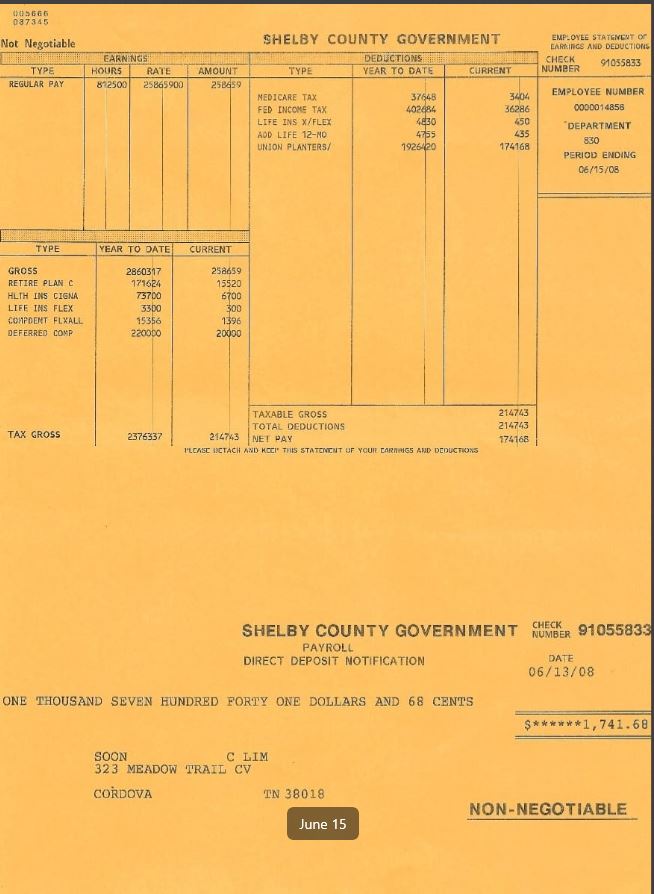 005666
087345
Not Negotiable
SHELBY COUNTY GOVERNMENT
EMPLOYEE STATEMENT OF
EARNINGS AND DEDUCTIONS
EARNINGS
TYPE HOURS RATE AMOUNT
REGULAR PAY 812500 25865900 258659
DEDUCTIONS
TYPE YEAR TO DATE CURRENT
MEDICARE TAX 37648 3404
FED INCOME TAX 402684 36286
LIFE INS X/FLEX 4830 450
ADD LIFE 12-MO 4755 435
UNION PLANTERS/ 1926420 174168
CHECK
NUMBER 91055833
EMPLOYEE NUMBER
0000014858
DEPARTMENT
830
PERIOD ENDING
06/15/08
TYPE YEAR TO DATE CURRENT
GROSS 2860317 258659
RETIRE PLAN C 171624 15520
HLTH INS CIGNA 73700 6700
LIFE INS FLEX 3300 300
COMPDENT FLXALL 15356 1396
DEFERRED COMP 220000 20000
TAX GROSS 2376337 214743
TAXABLE GROSS 214743
TOTAL DEDUCTIONS 214743
NET PAY 174168
PLEASE DETACH AND KEEP THIS STATEMENT OF YOUR EARNINGS AND DEDUCTIONS
SHELBY COUNTY GOVERNMENT
CHECK
NUMBER 91055833
PAYROLL
DIRECT DEPOSIT NOTIFICATION
DATE
06/13/08
ONE THOUSAND SEVEN HUNDRED FORTY ONE DOLLARS AND 68 CENTS
$******1,741.68
SOON C LIM
323 MEADOW TRAIL CV
CORDOVA TN 38018
June 15
NON-NEGOTIABLE